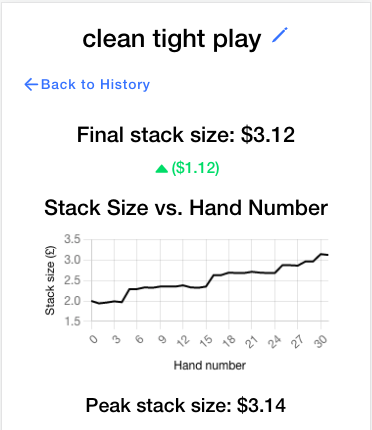 clean tight play
Back to History
Final stack size: $3.12
($1.12)
Stack Size vs. Hand Number
Stack size (£)
3.5
3.0
2.5
2.0
1.5
0 3 6 9 12 15 18 21 24 27 30
Hand number
Peak stack size: $3.14